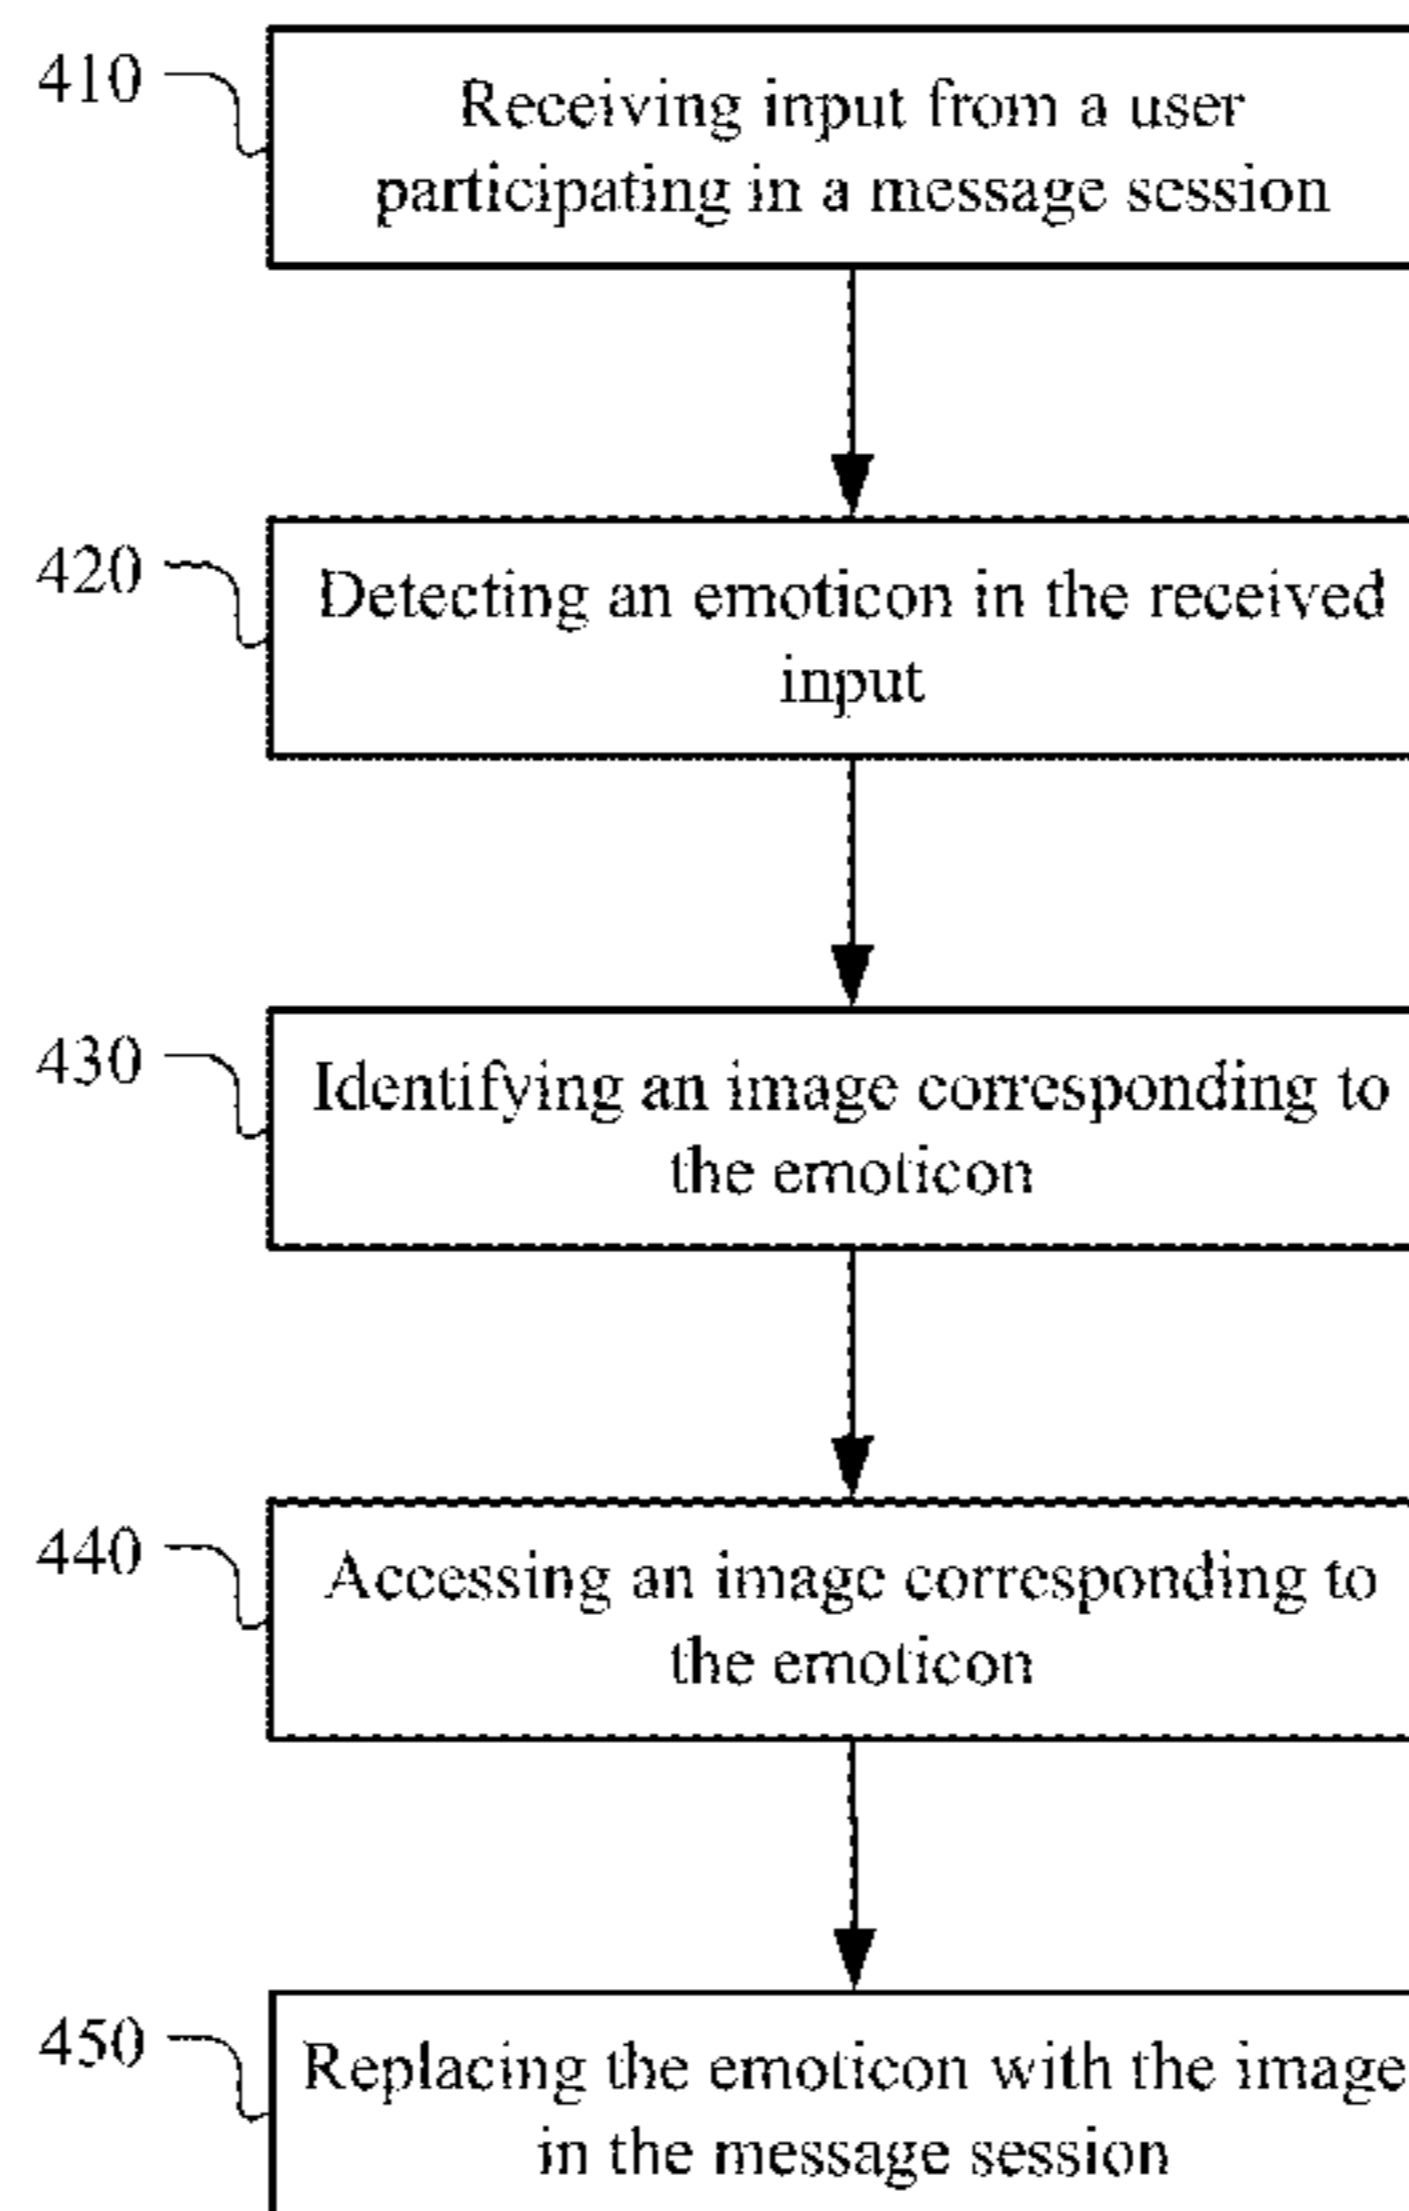 410
Receiving input from a user
participating in a message session
420
Detecting an emoticon in the received
input
430
Identifying an image corresponding to
the emoticon
440
Accessing an image corresponding to
the emoticon
450
Replacing the emoticon with the image
in the message session